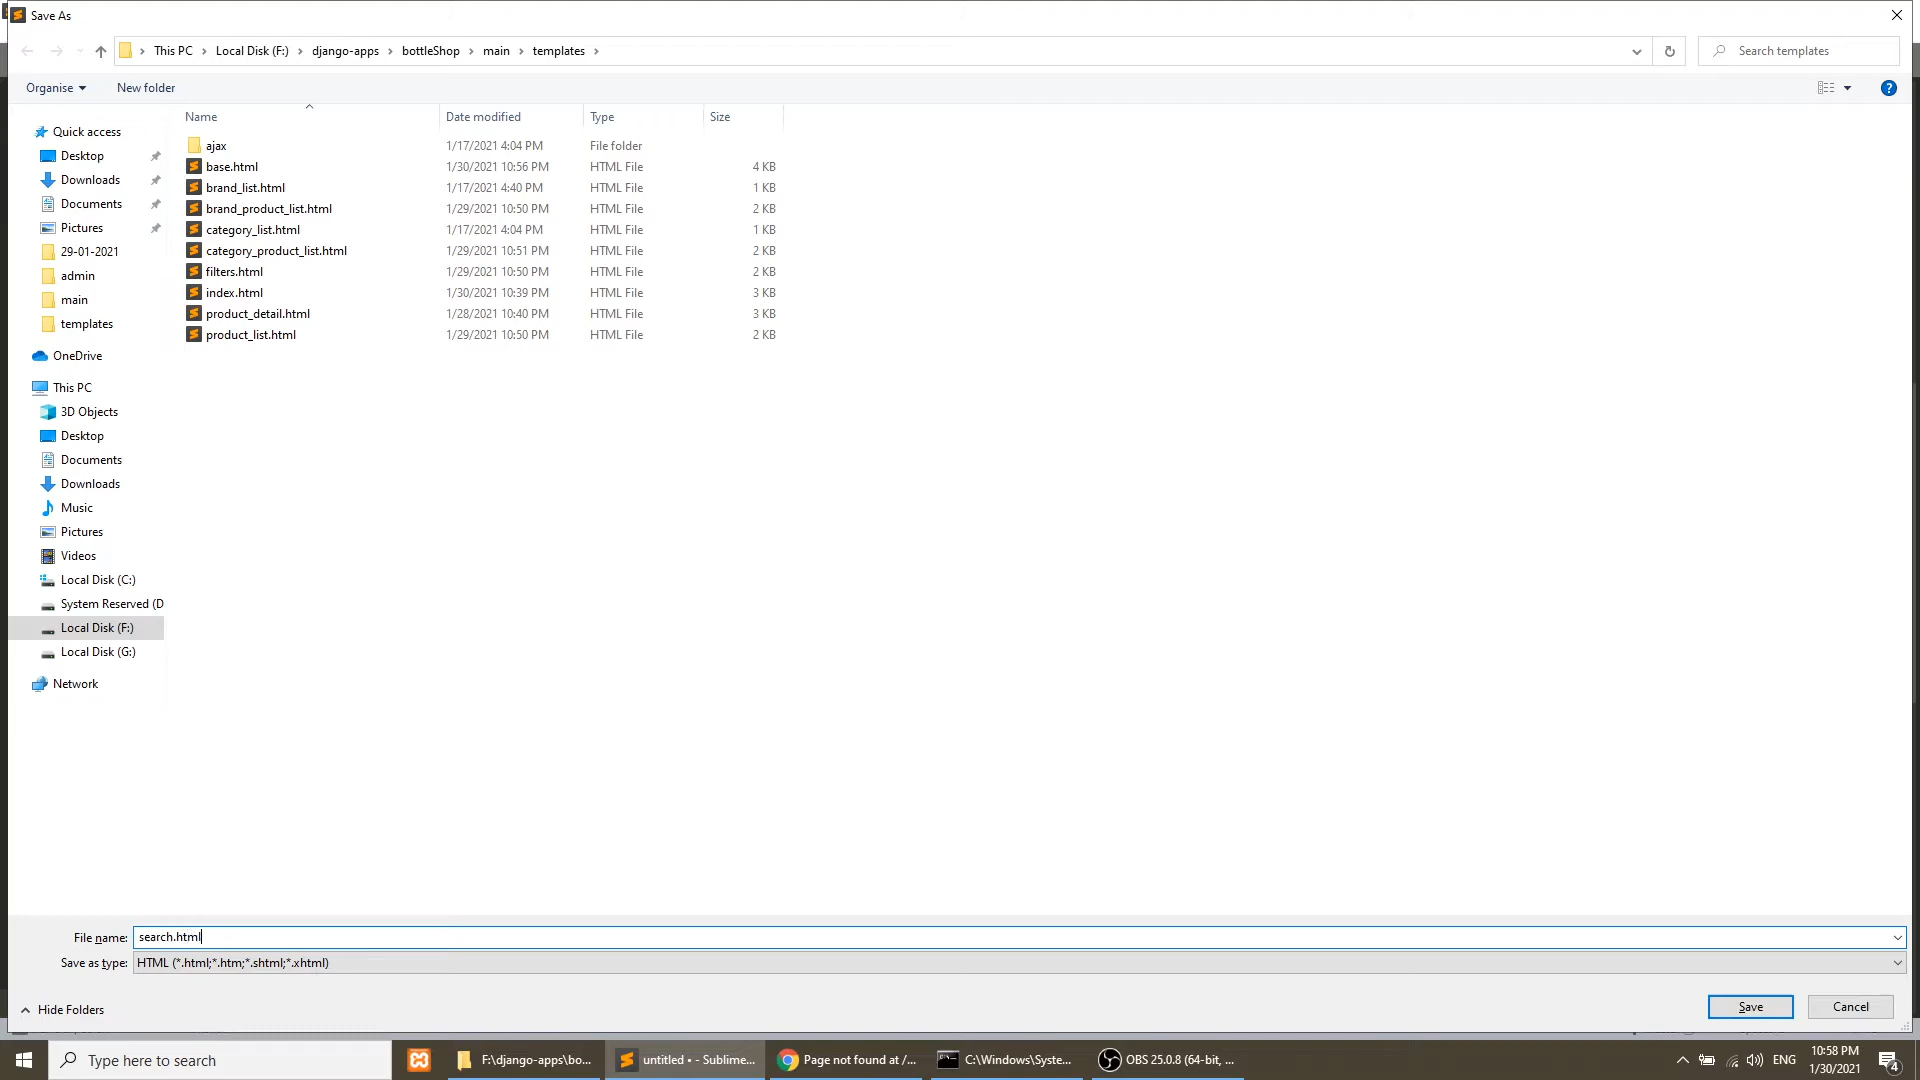 Save As
This PC > Local Disk (F:) > django-apps > bottleShop > main > templates >
Search templates
Organise
New folder
Name Date modified Type Size
ajax 1/17/2021 4:04 PM File folder
base.html 1/30/2021 10:56 PM HTML File 4 KB
brand_list.html 1/17/2021 4:40 PM HTML File 1 KB
brand_product_list.html 1/29/2021 10:50 PM HTML File 2 KB
category_list.html 1/17/2021 4:04 PM HTML File 1 KB
category_product_list.html 1/29/2021 10:51 PM HTML File 2 KB
filters.html 1/29/2021 10:50 PM HTML File 2 KB
index.html 1/30/2021 10:39 PM HTML File 3 KB
product_detail.html 1/28/2021 10:40 PM HTML File 3 KB
product_list.html 1/29/2021 10:50 PM HTML File 2 KB
Quick access
Desktop
Downloads
Documents
Pictures
29-01-2021
admin
main
templates
OneDrive
This PC
3D Objects
Desktop
Documents
Downloads
Music
Pictures
Videos
Local Disk (C:)
System Reserved (D
Local Disk (F:)
Local Disk (G:)
Network
File name: search.html
Save as type: HTML (*.html;*.htm;*.shtml;*.xhtml)
Hide Folders
Save
Cancel
Type here to search
F:\django-apps\bo...
untitled • - Sublime...
Page not found at /...
C:\Windows\Syste...
OBS 25.0.8 (64-bit, ...
ENG
10:58 PM
1/30/2021
4